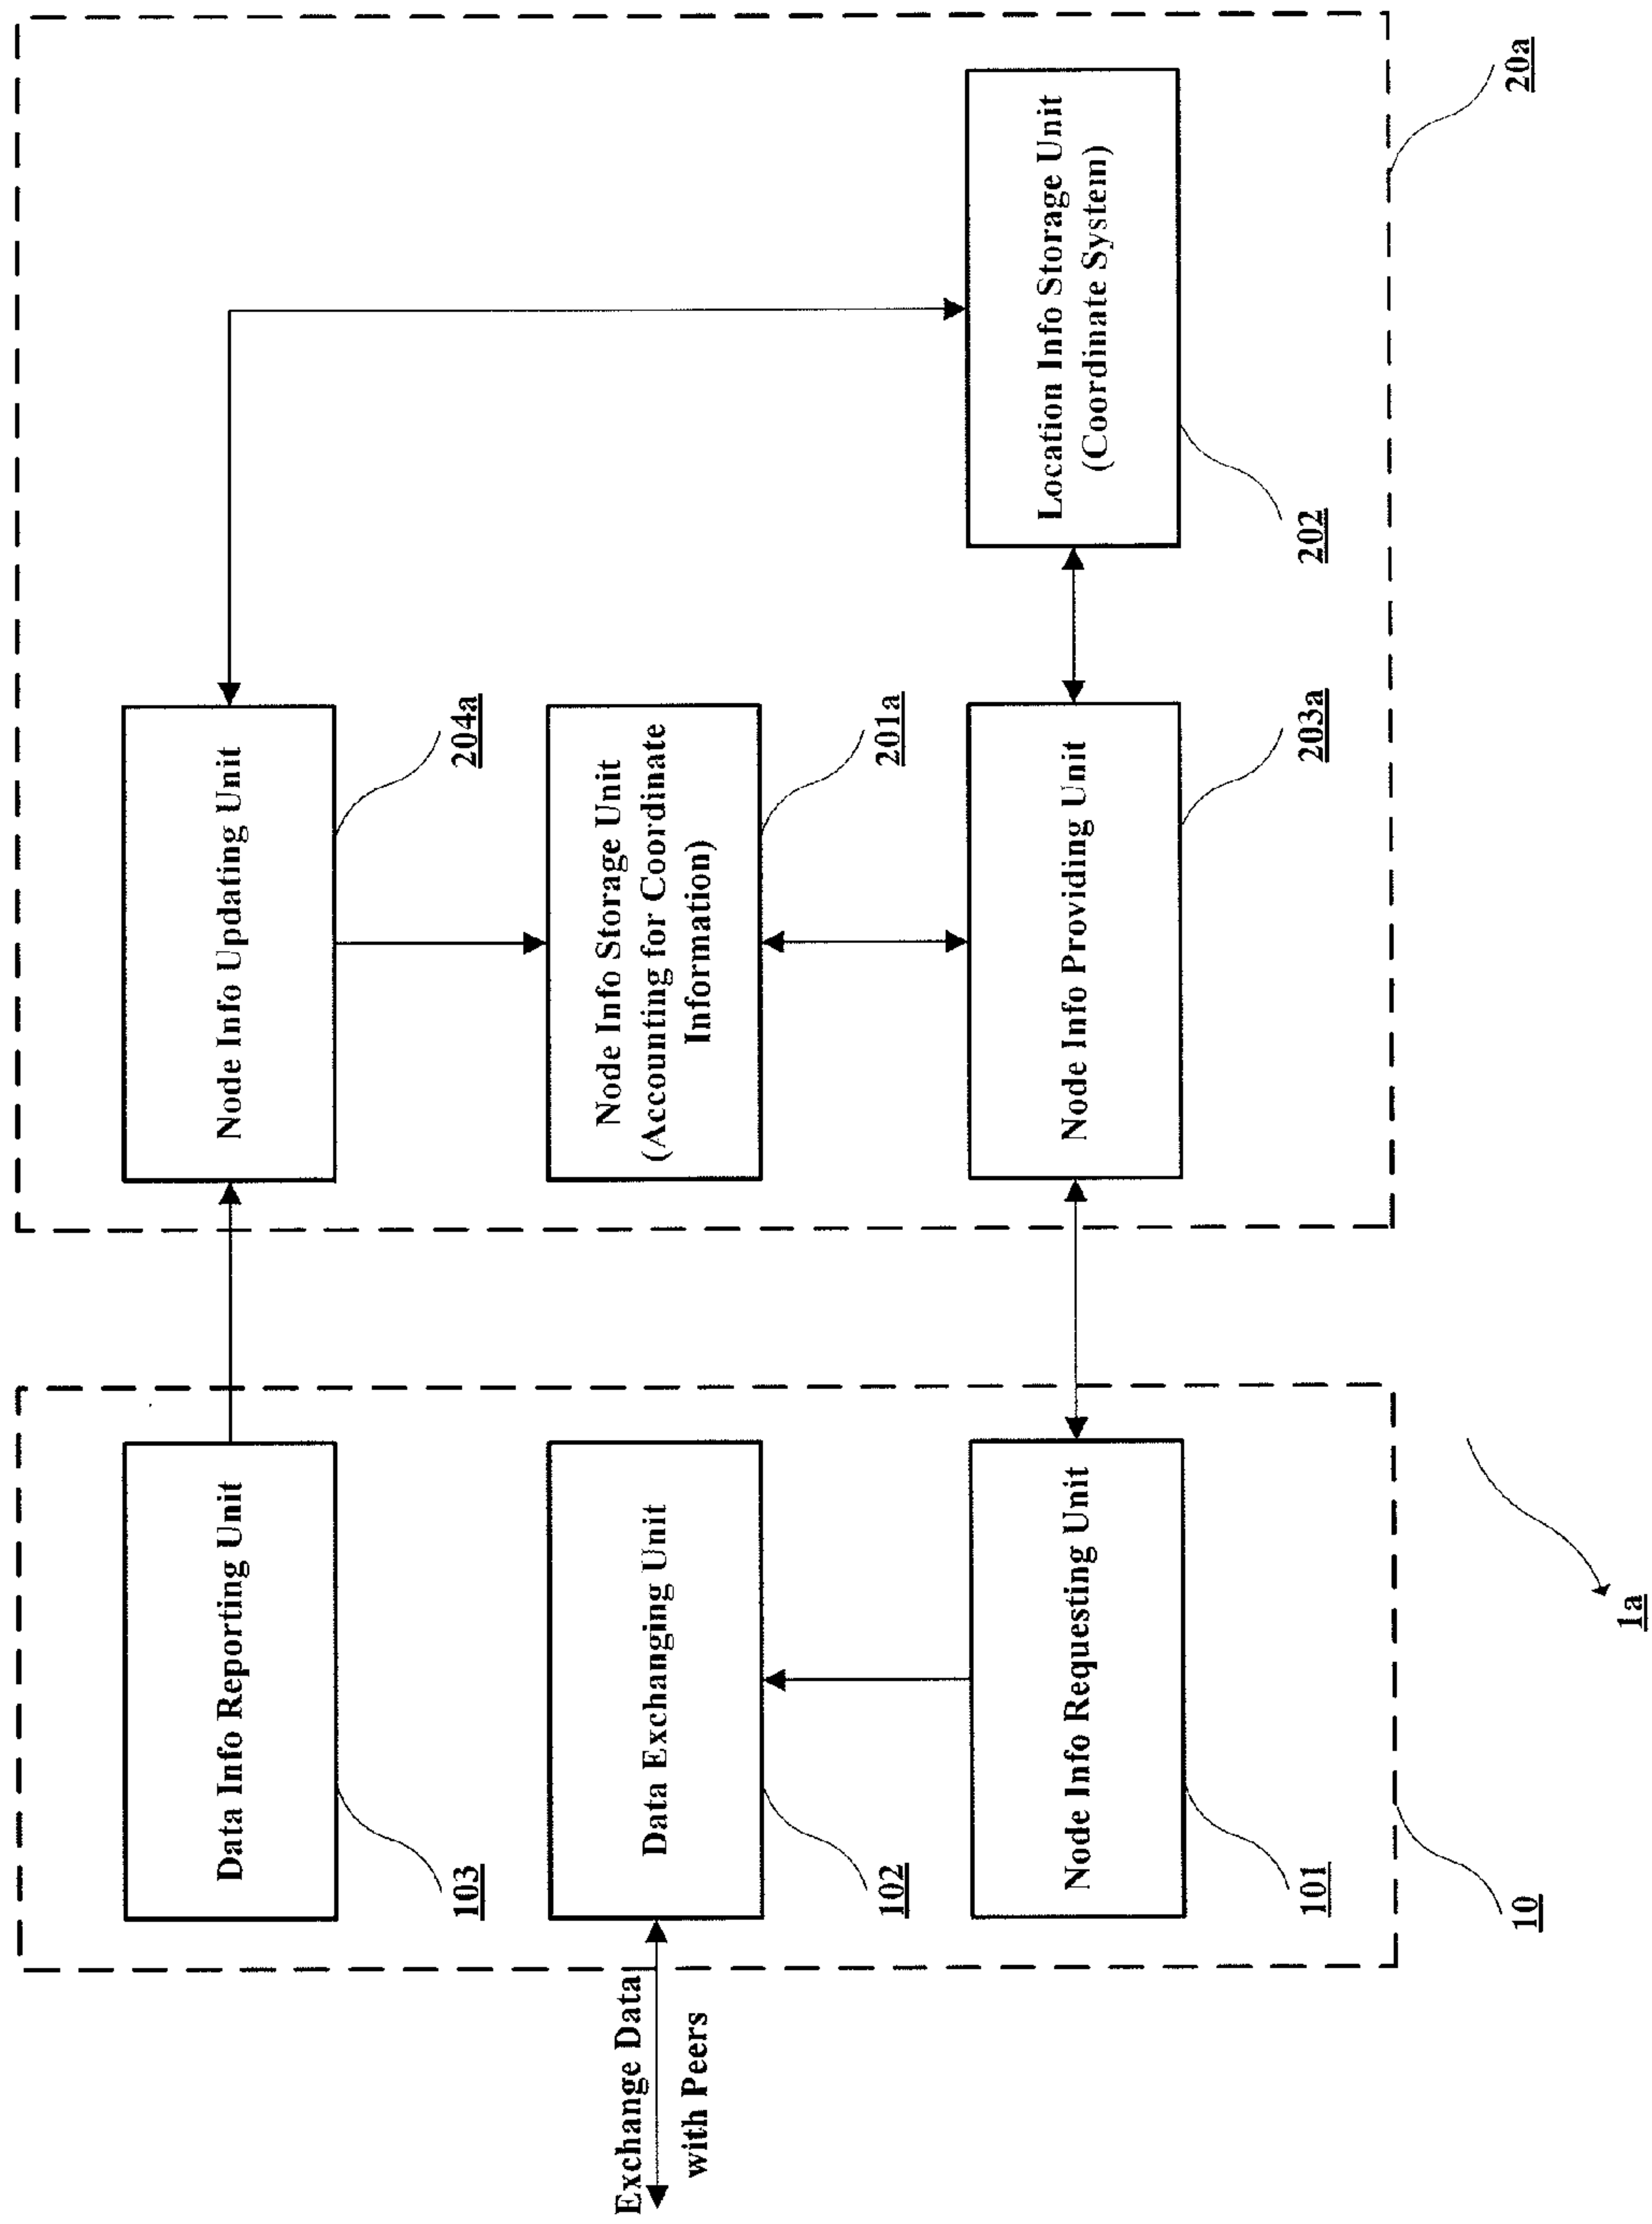 Data Info Reporting Unit
103
Node Info Updating Unit
204a
Exchange Data
with Peers
Data Exchanging Unit
102
Node Info Storage Unit
(Accounting for Coordinate
Information)
201a
Node Info Requesting Unit
101
Node Info Providing Unit
203a
Location Info Storage Unit
(Coordinate System)
202
10
20a
1a